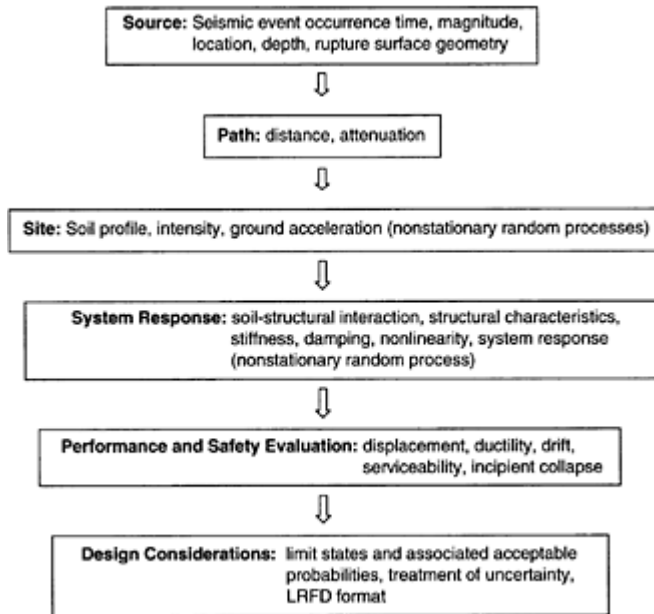 Source: Seismic event occurrence time, magnitude,
location, depth, rupture surface geometry
Path: distance, attenuation
Site: Soil profile, intensity, ground acceleration (nonstationary random processes)
System Response: soil-structural interaction, structural characteristics,
stiffness, damping, nonlinearity, system response
(nonstationary random process)
Performance and Safety Evaluation: displacement, ductility, drift,
serviceability, incipient collapse
Design Considerations: limit states and associated acceptable
probabilities, treatment of uncertainty,
LRFD format